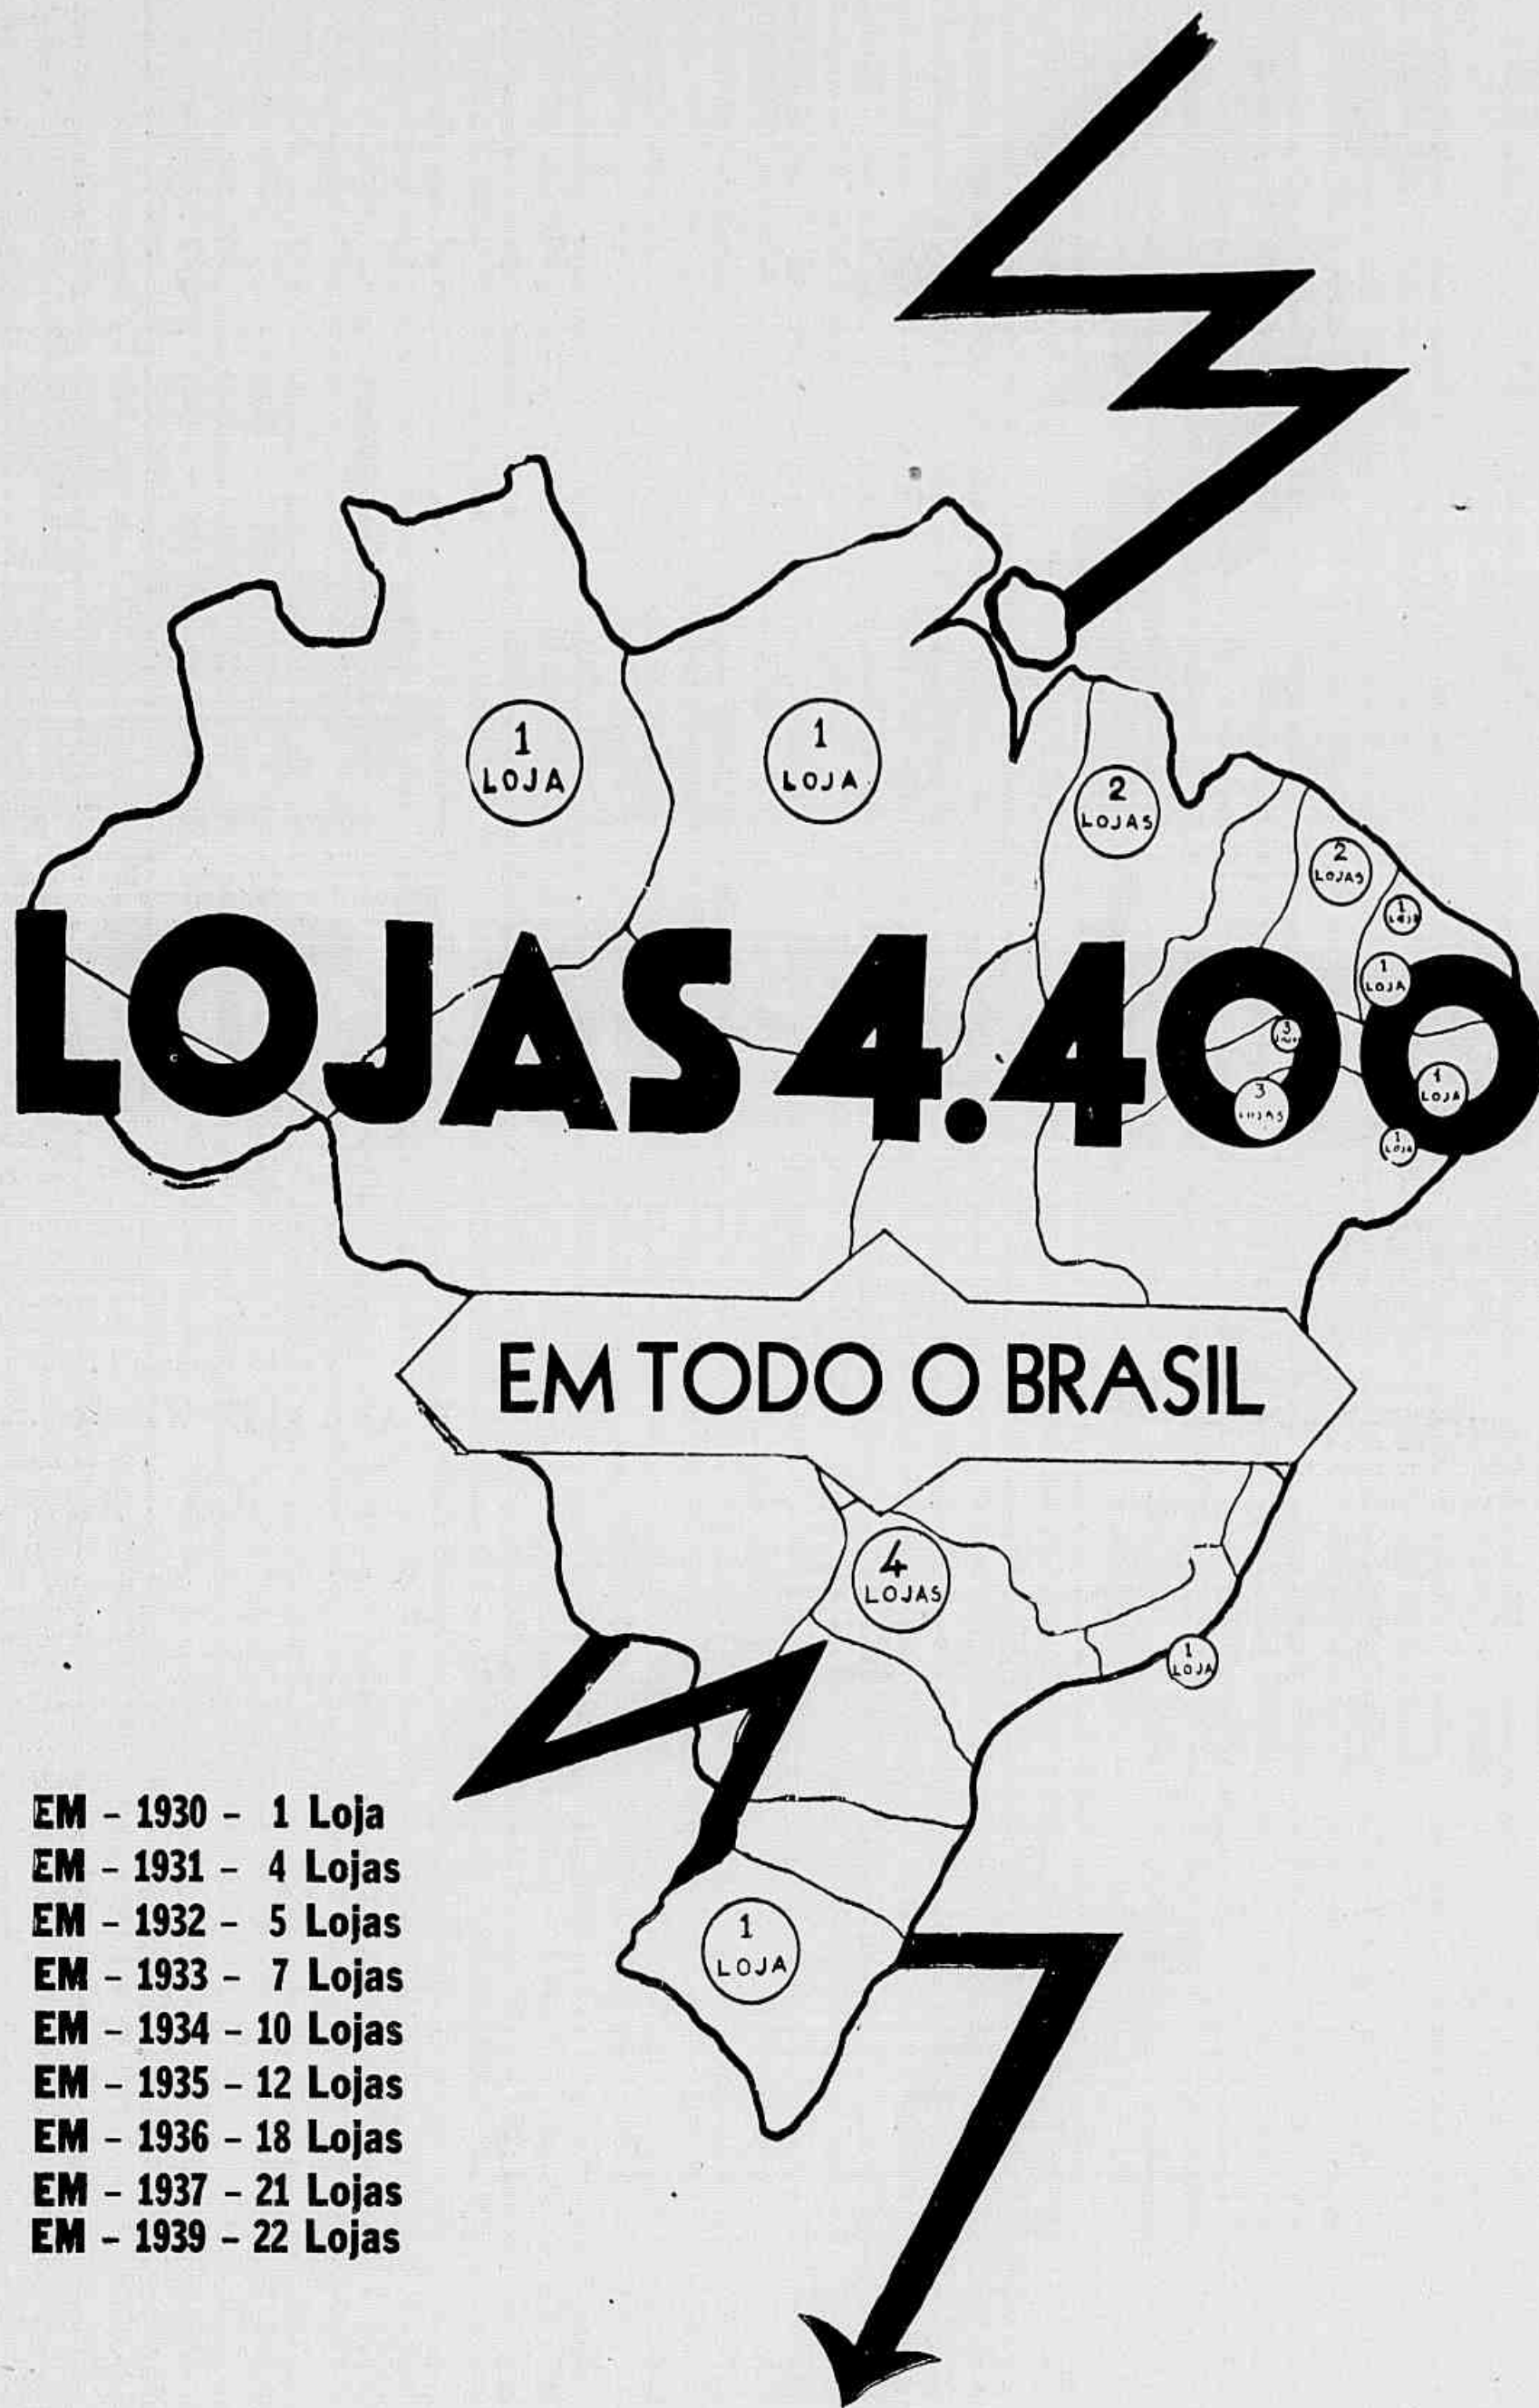 1
LOJA
1
LOJA
2
LOJAS
2
LOJAS
1
LOJAS 4.400
1
LOJA
3
3
LOJAS
1
LOJA
1
LOJA
EM TODO O BRASIL
4
LOJAS
1
LOJA
1
LOJA
EM - 1930 - 1 Loja
EM - 1931 - 4 Lojas
EM - 1932 - 5 Lojas
EM - 1933 - 7 Lojas
EM - 1934 - 10 Lojas
EM - 1935 - 12 Lojas
EM - 1936 - 18 Lojas
EM - 1937 - 21 Lojas
EM - 1939 - 22 Lojas